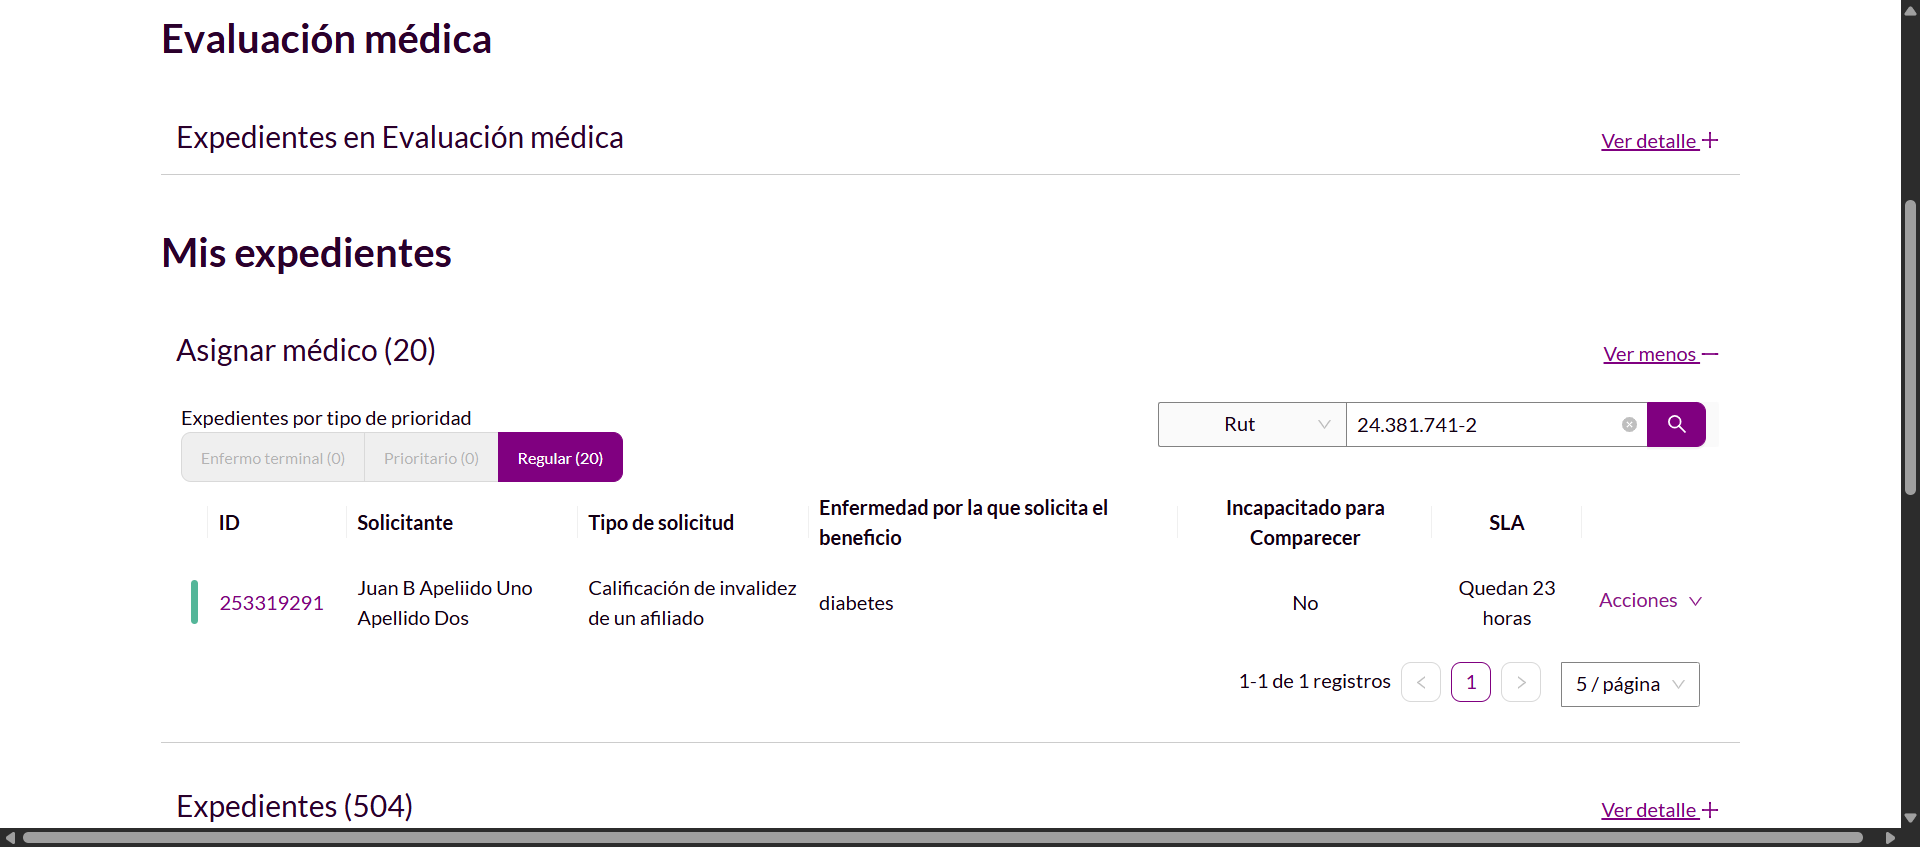 Evaluación médica
Expedientes en Evaluación médica
Ver detalle
Mis expedientes
Asignar médico (20)
Ver menos
Expedientes por tipo de prioridad
Enfermo terminal (0)
Prioritario (0)
Regular (20)
Rut
24.381.741-2
ID
Solicitante
Tipo de solicitud
Enfermedad por la que solicita el
beneficio
Incapacitado para
Comparecer
SLA
253319291
Juan B Apeliido Uno
Apellido Dos
Calificación de invalidez
de un afiliado
diabetes
No
Quedan 23
horas
Acciones
1-1 de 1 registros
1
5 / página
Expedientes (504)
Ver detalle